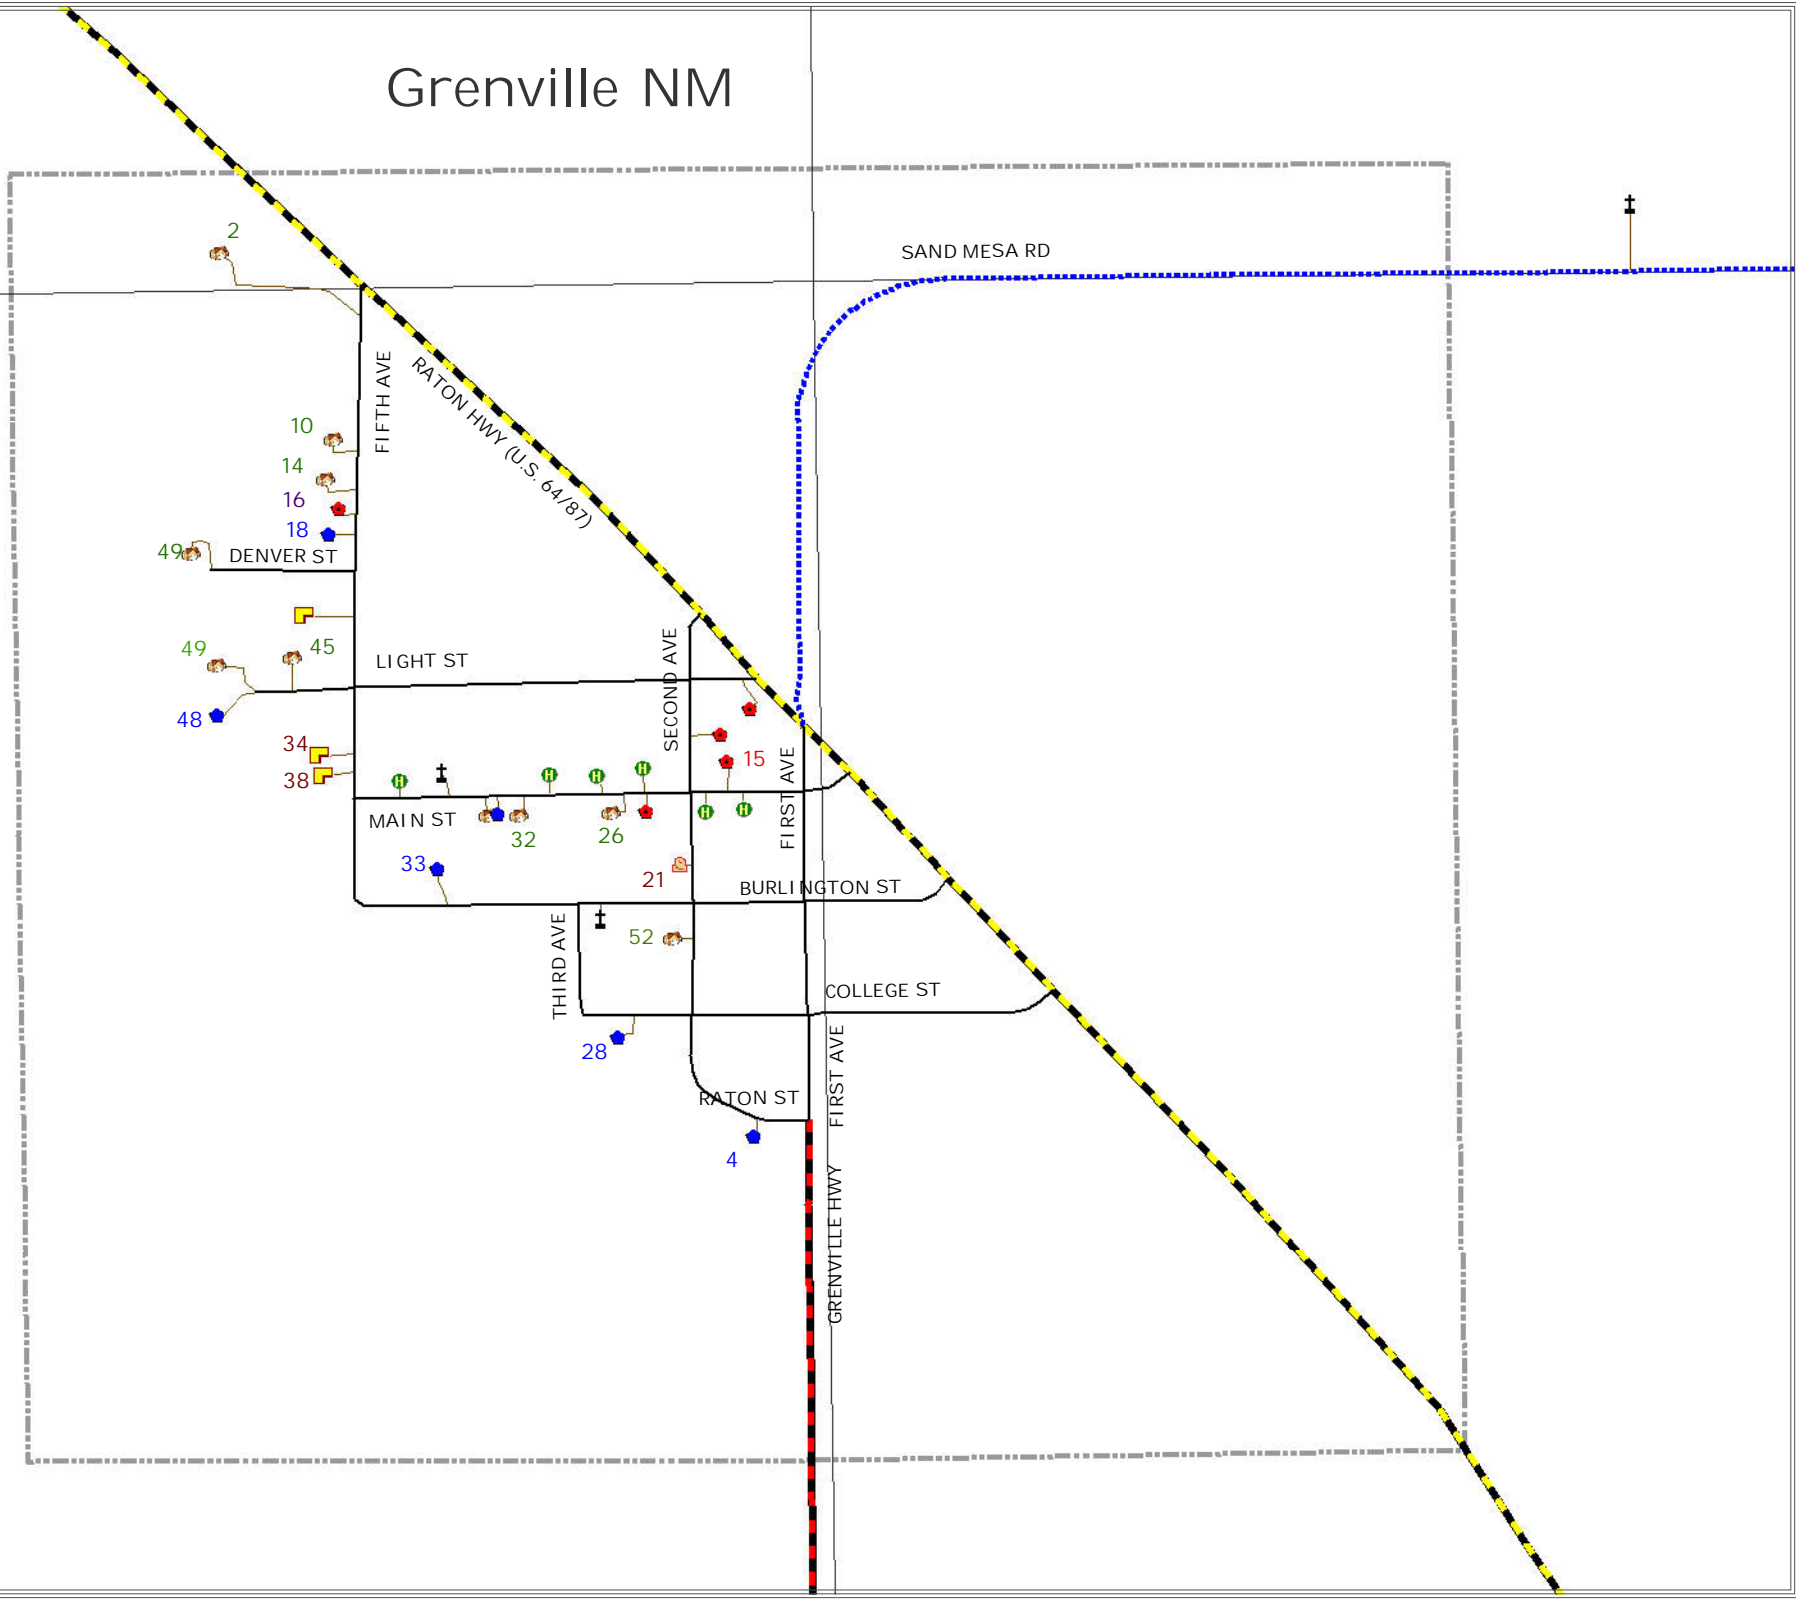 Grenville NM
2
SAND MESA RD
FIFTH AVE
RATON HWY (U.S. 64/87)
10
14
16
18
49
DENVER ST
45
49
LIGHT ST
SECOND AVE
48
34
38
15
FIRST AVE
H
H
H
H
H
H
MAIN ST
32
26
33
21
BURLINGTON ST
THIRD AVE
52
COLLEGE ST
28
FIRST AVE
RATON ST
4
GRENVILLE HWY